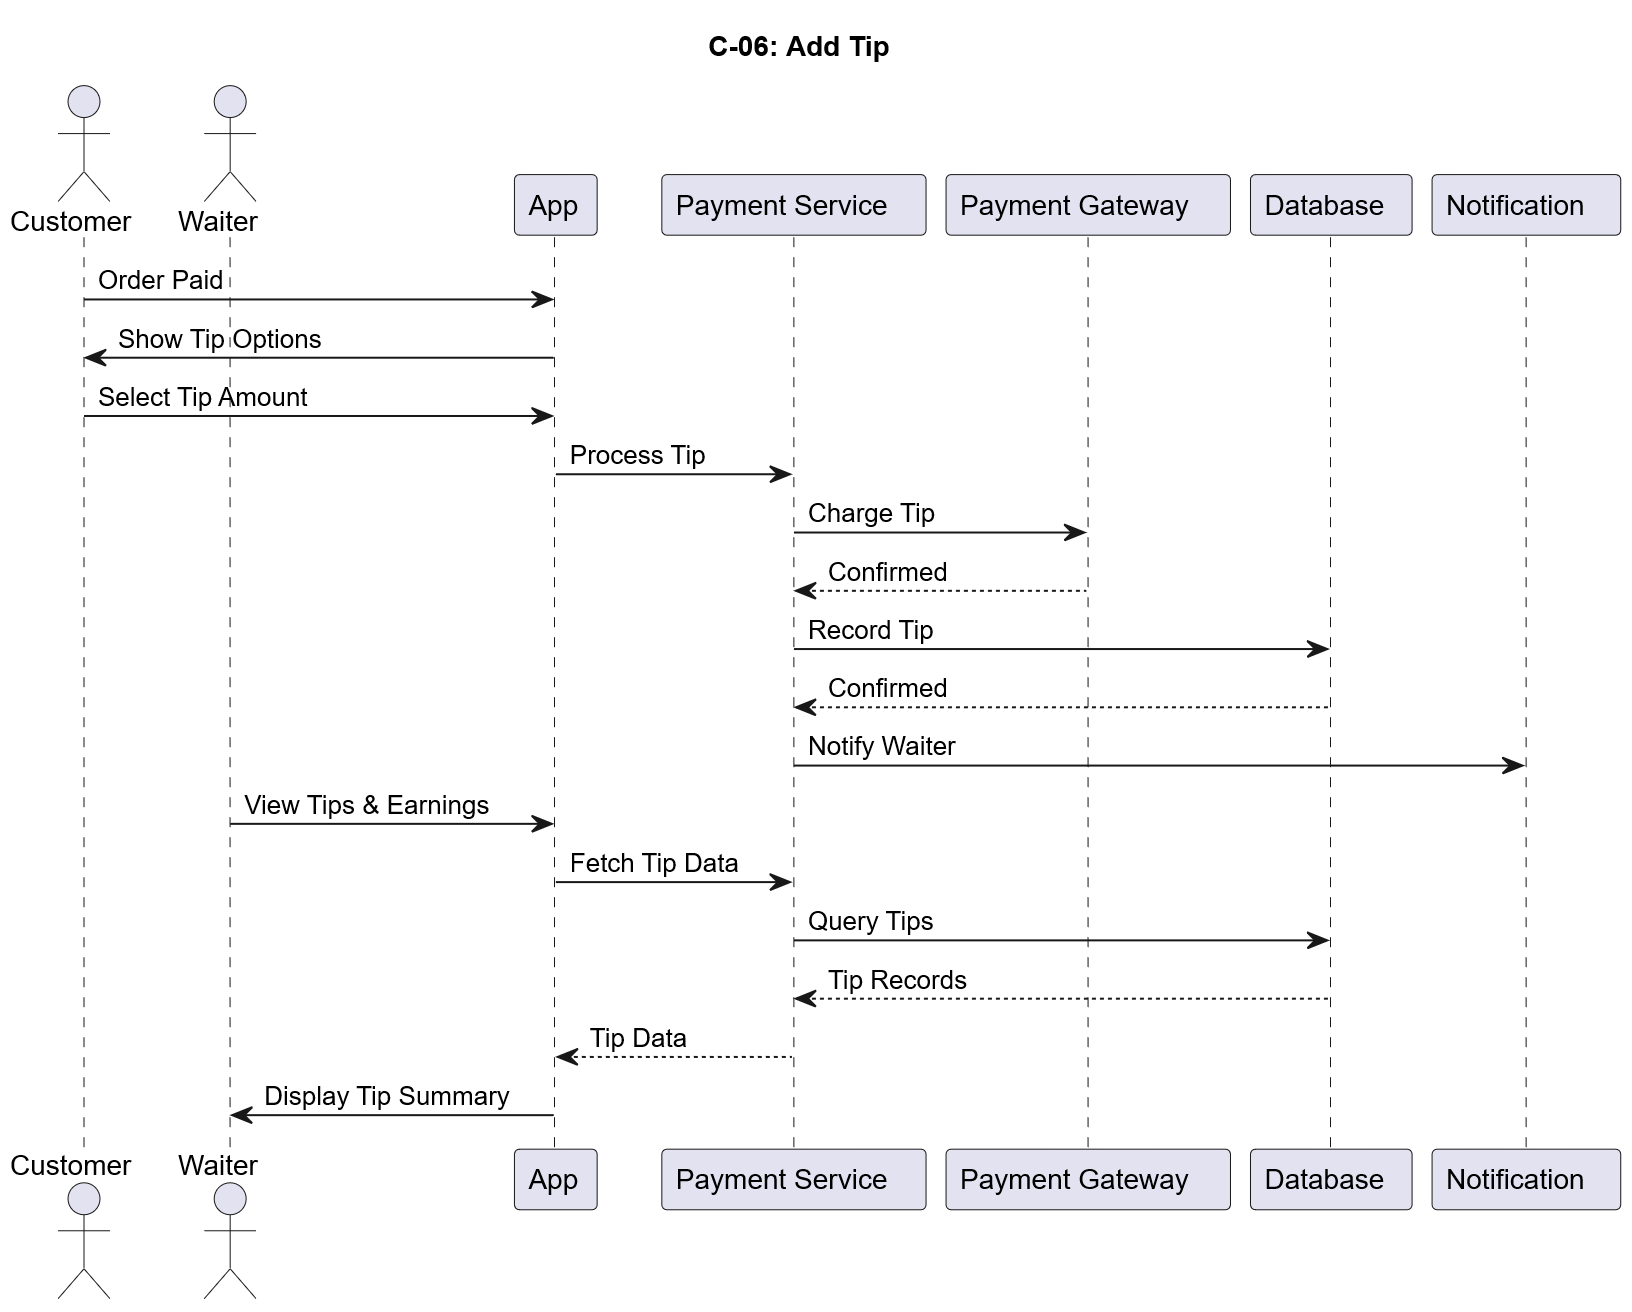 C-06: Add Tip
Customer
Waiter
App
Payment Service
Payment Gateway
Database
Notification
Order Paid
Show Tip Options
Select Tip Amount
Process Tip
Charge Tip
Confirmed
Record Tip
Confirmed
Notify Waiter
View Tips & Earnings
Fetch Tip Data
Query Tips
Tip Records
Tip Data
Display Tip Summary
Customer
Waiter
App
Payment Service
Payment Gateway
Database
Notification